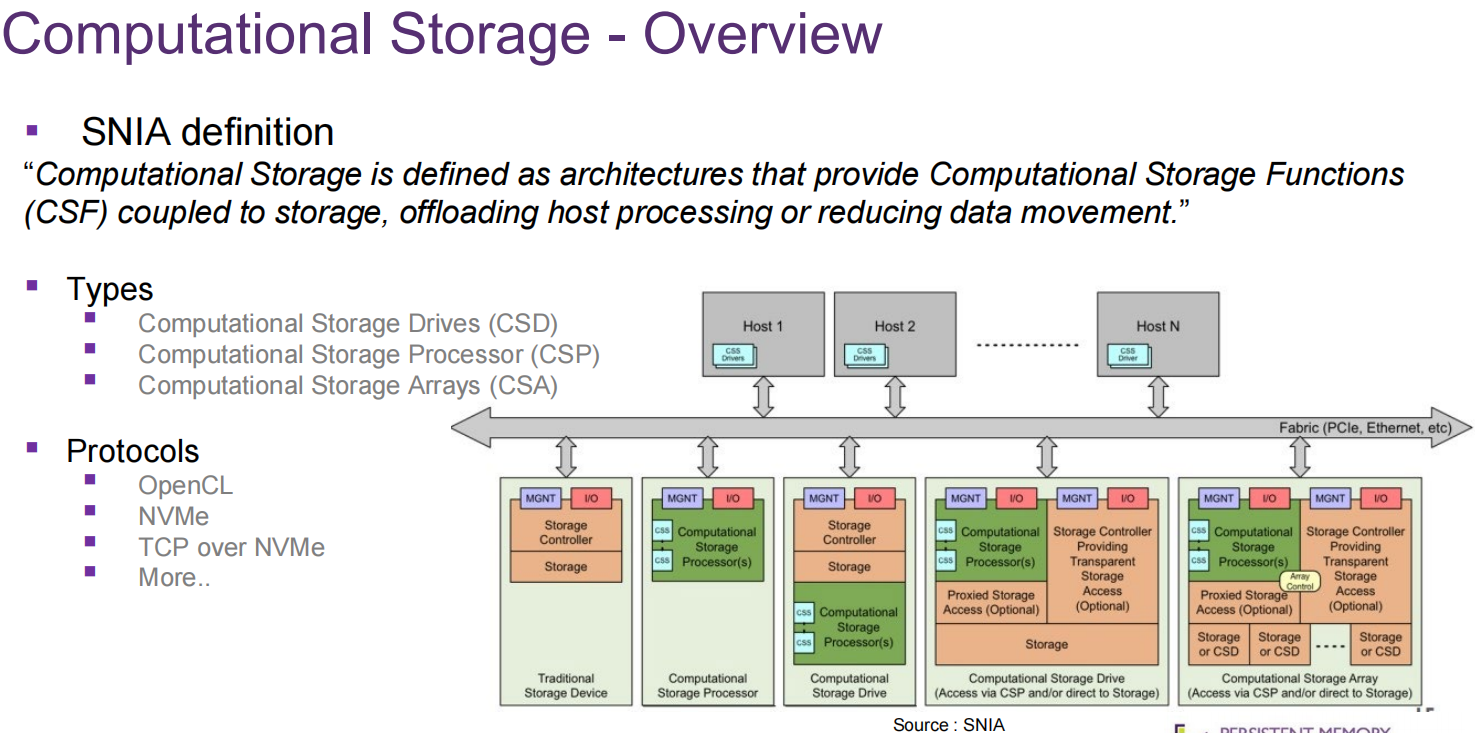 Computational Storage - Overview
▪ SNIA definition
“Computational Storage is defined as architectures that provide Computational Storage Functions
(CSF) coupled to storage, offloading host processing or reducing data movement.”
▪ Types
▪ Computational Storage Drives (CSD)
▪ Computational Storage Processor (CSP)
▪ Computational Storage Arrays (CSA)
▪ Protocols
▪ OpenCL
▪ NVMe
▪ TCP over NVMe
▪ More..
Host 1
CSS
Drivers
Host 2
CSS
Drivers
Host N
CSS
Driver
Fabric (PCIe, Ethernet, etc)
MGNT I/O
Storage
Controller
Storage
Traditional
Storage Device
MGNT I/O
CSS
CSS
Computational
Storage
Processor(s)
Computational
Storage Processor
MGNT I/O
Storage
Controller
Storage
CSS
CSS
Computational
Storage
Processor(s)
Computational
Storage Drive
MGNT I/O MGNT I/O
CSS
CSS
Computational
Storage
Processor(s)
Proxied Storage
Access (Optional)
Storage Controller
Providing
Transparent
Storage
Access
(Optional)
Storage
Computational Storage Drive
(Access via CSP and/or direct to Storage)
MGNT I/O MGNT I/O
CSS
CSS
Computational
Storage
Processor(s)
Array
Control
Proxied Storage
Access (Optional)
Storage Controller
Providing
Transparent
Storage
Access
(Optional)
Storage
or CSD
Storage
or CSD
Storage
or CSD
Computational Storage Array
(Access via CSP and/or direct to Storage)
Source : SNIA
PERSISTENT MEMORY